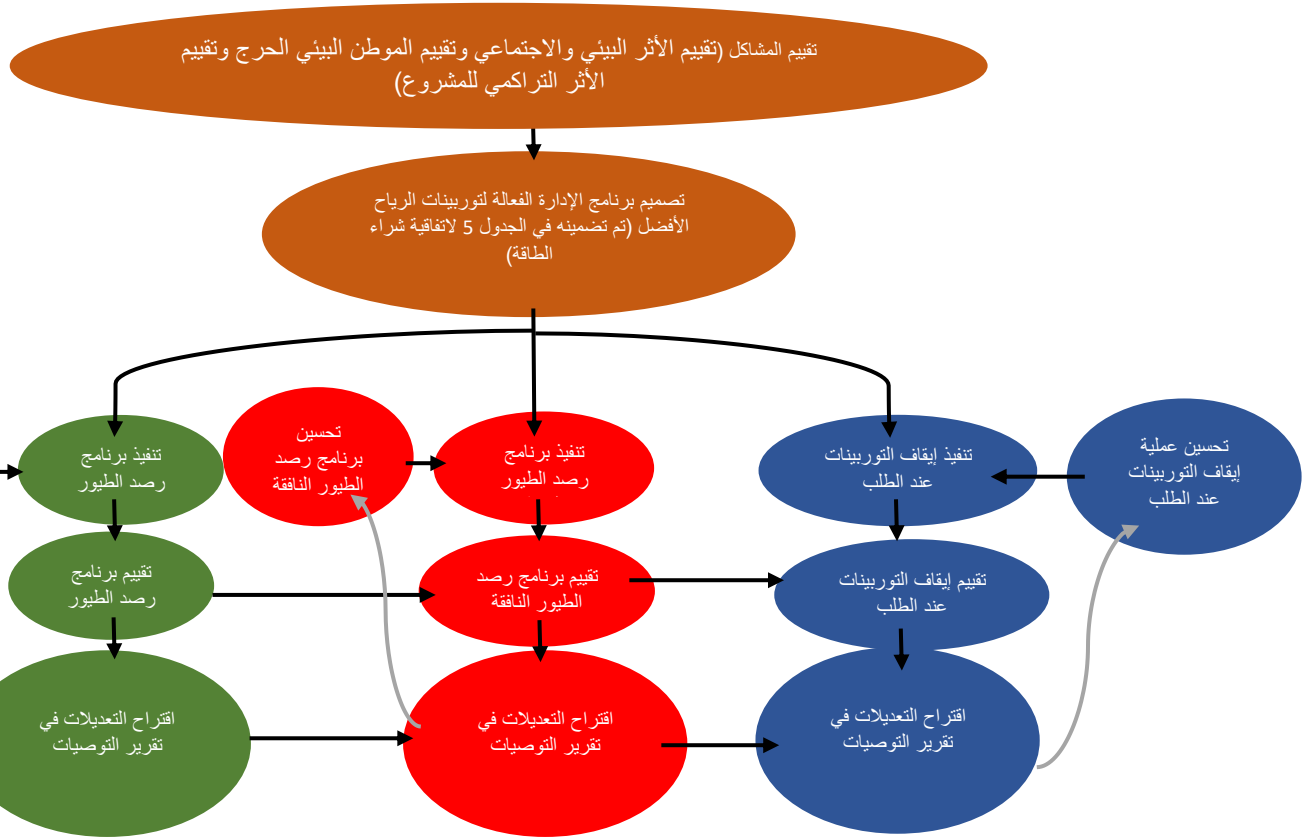 تقييم المشاكل (تقييم الأثر البيئي والاجتماعي وتقييم الموطن البيئي الحرج وتقييم
الأثر التراكمي للمشروع)
تصميم برنامج الإدارة الفعالة لتوربينات الرياح
الأفضل (تم تضمينه في الجدول 5 لاتفاقية شراء
الطاقة)
تحسين عملية
إيقاف التوربينات
عند الطلب
تنفيذ إيقاف التوربينات
عند الطلب
تنفيذ برنامج
رصد الطيور
تحسين
برنامج رصد
الطيور النافقة
تنفيذ برنامج
رصد الطيور
تقييم إيقاف التوربينات
عند الطلب
تقييم برنامج رصد
الطيور النافقة
تقييم برنامج
رصد الطيور
اقتراح التعديلات في
تقرير التوصيات
اقتراح التعديلات في
تقرير التوصيات
اقتراح التعديلات في
تقرير التوصيات